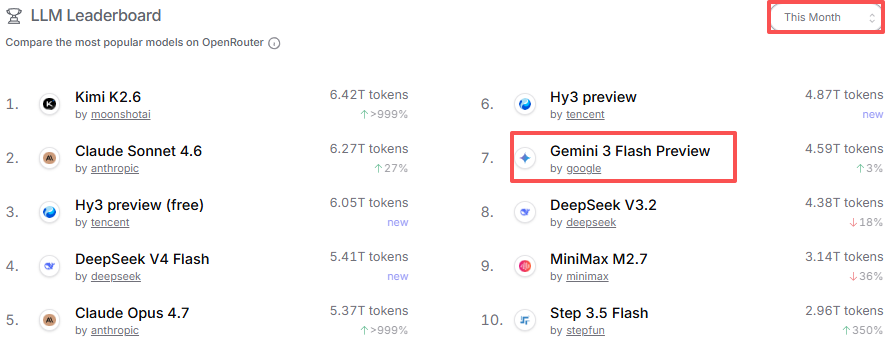 LLM Leaderboard
This Month
Compare the most popular models on OpenRouter
1.
Kimi K2.6
by moonshotai
6.42T tokens
↑>999%
2.
Claude Sonnet 4.6
by anthropic
6.27T tokens
↑27%
3.
Hy3 preview (free)
by tencent
6.05T tokens
new
4.
DeepSeek V4 Flash
by deepseek
5.41T tokens
new
5.
Claude Opus 4.7
by anthropic
5.37T tokens
↑>999%
6.
Hy3 preview
by tencent
4.87T tokens
new
7.
Gemini 3 Flash Preview
by google
4.59T tokens
↑3%
8.
DeepSeek V3.2
by deepseek
4.38T tokens
↓18%
9.
MiniMax M2.7
by minimax
3.14T tokens
↓36%
10.
Step 3.5 Flash
by stepfun
2.96T tokens
↑350%